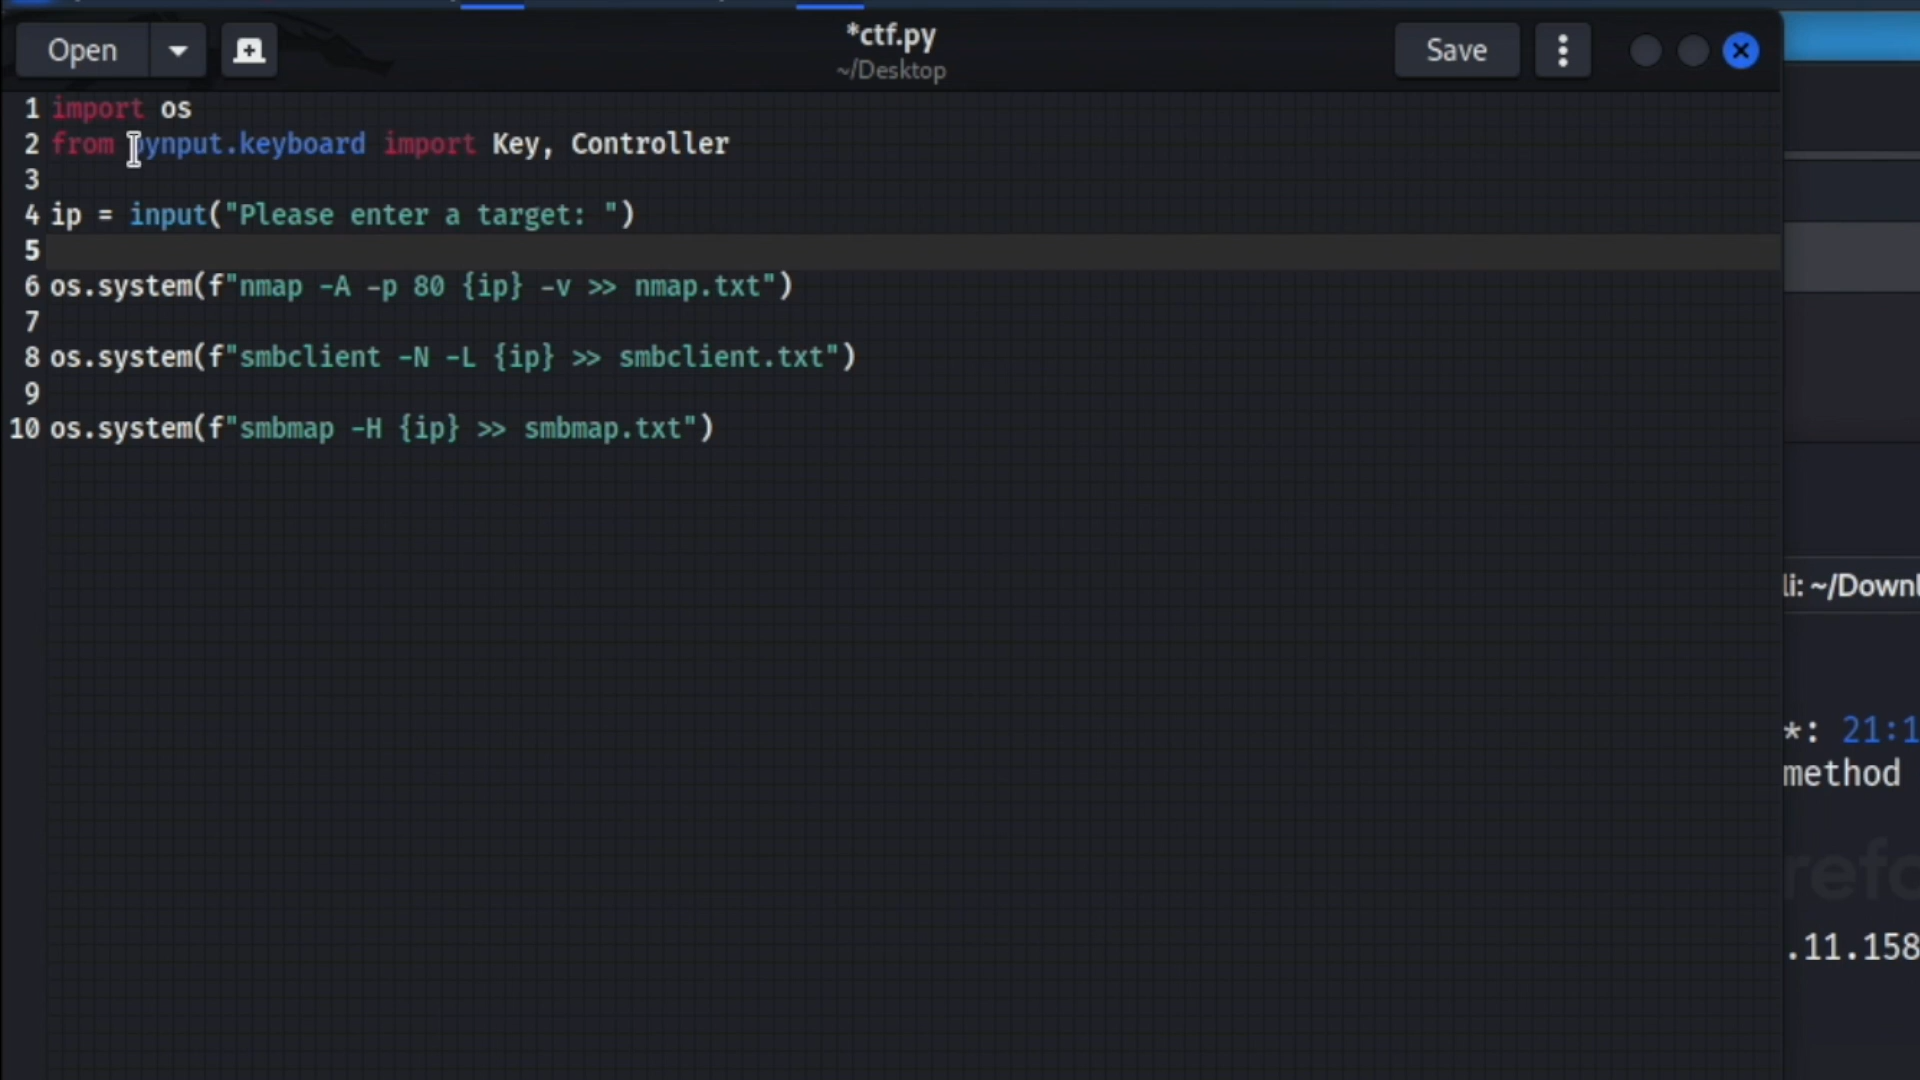 Open
*ctf.py
~/Desktop
Save
1 import os
2 from pynput.keyboard import Key, Controller
3
4 ip = input("Please enter a target: ")
5
6 os.system(f"nmap -A -p 80 {ip} -v >> nmap.txt")
7
8 os.system(f"smbclient -N -L {ip} >> smbclient.txt")
9
10 os.system(f"smbmap -H {ip} >> smbmap.txt")
li: ~/Downl
*: 21:1
method
refo
.11.158